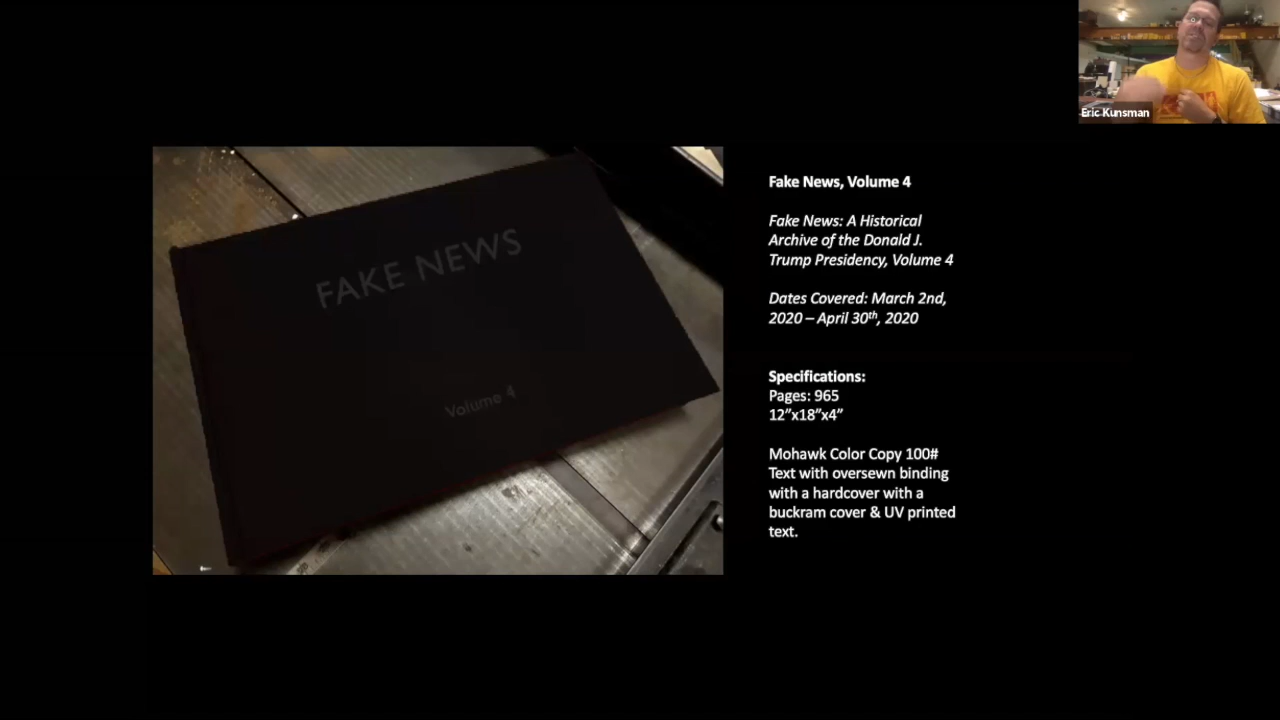 Eric Kunsman
FAKE NEWS
Volume 4
Fake News, Volume 4
Fake News: A Historical
Archive of the Donald J.
Trump Presidency, Volume 4
Dates Covered: March 2nd,
2020 – April 30th, 2020
Specifications:
Pages: 965
12”x18”x4”
Mohawk Color Copy 100#
Text with oversewn binding
with a hardcover with a
buckram cover & UV printed
text.